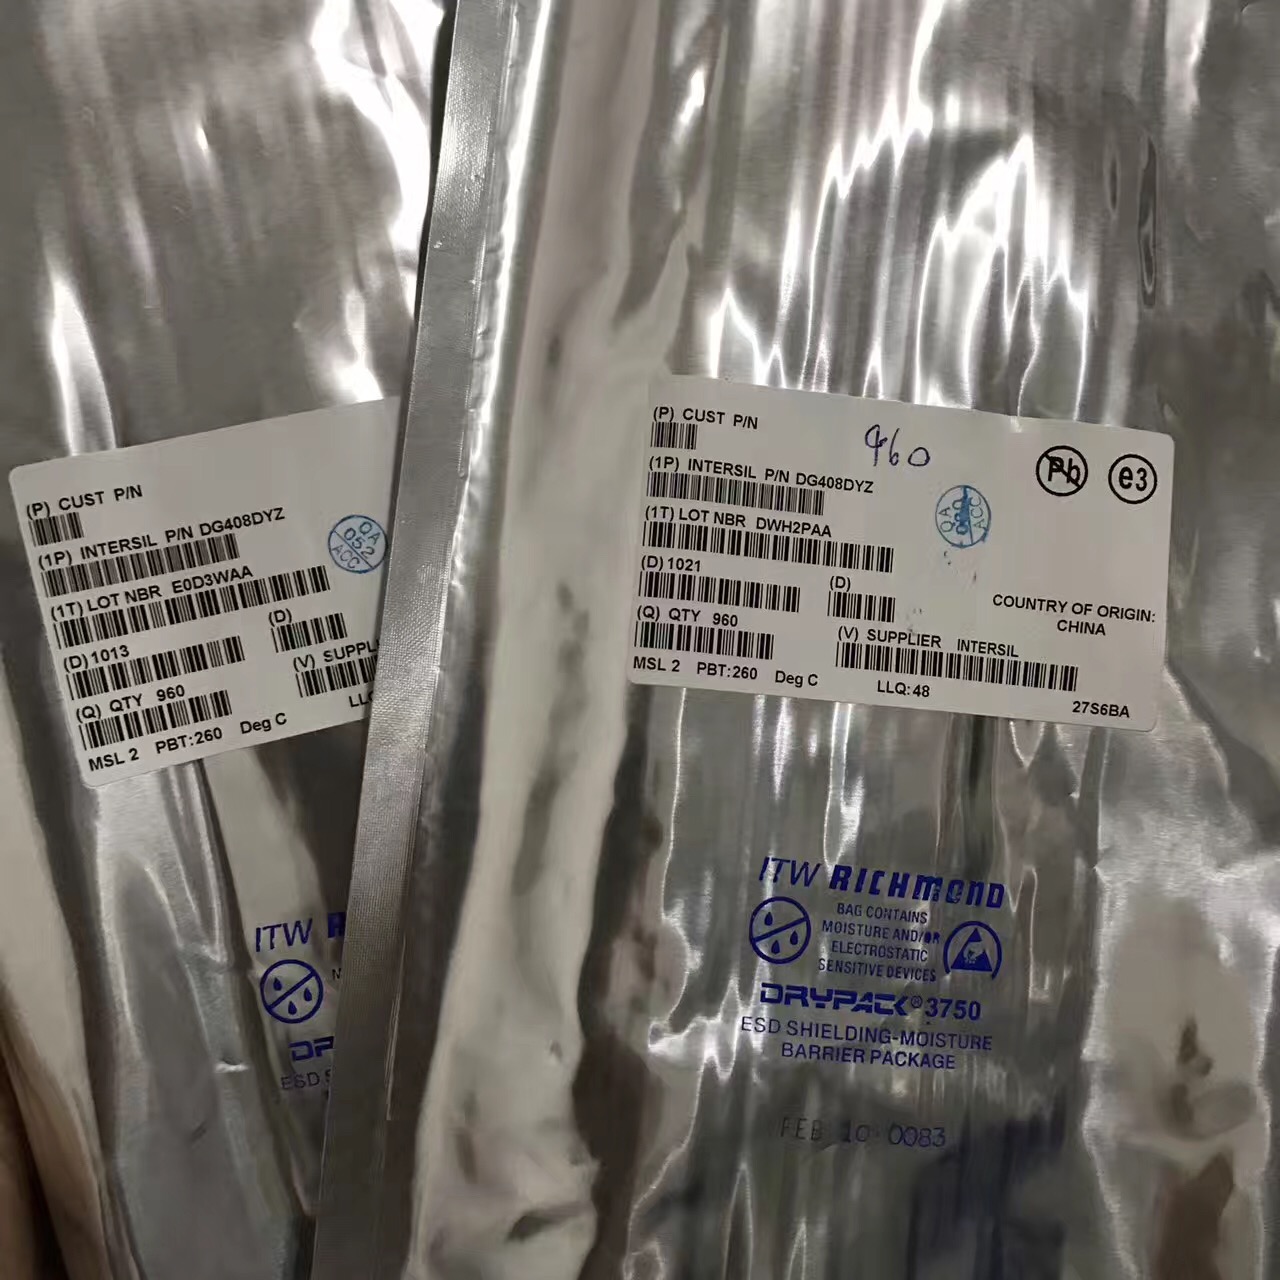 (P) CUST P/N
(1P) INTERSIL P/N DG408DYZ
(1T) LOT NBR E0D3WAA
(D) 1013
(D)
(Q) QTY 960
(V) SUPPL
MSL 2 PBT:260 Deg C
QA
052
ACC
ITW
ESD
(P) CUST P/N
960
Pb
e3
(1P) INTERSIL P/N DG408DYZ
(1T) LOT NBR DWH2PAA
QA
ACC
(D) 1021
(D)
COUNTRY OF ORIGIN:
CHINA
(Q) QTY 960
(V) SUPPLIER INTERSIL
MSL 2 PBT:260 Deg C LLQ:48
27S6BA
ITW RICHMOND
BAG CONTAINS
MOISTURE AND/OR
ELECTROSTATIC
SENSITIVE DEVICES
DRYPACK® 3750
ESD SHIELDING-MOISTURE
BARRIER PACKAGE
FEB 10 0083